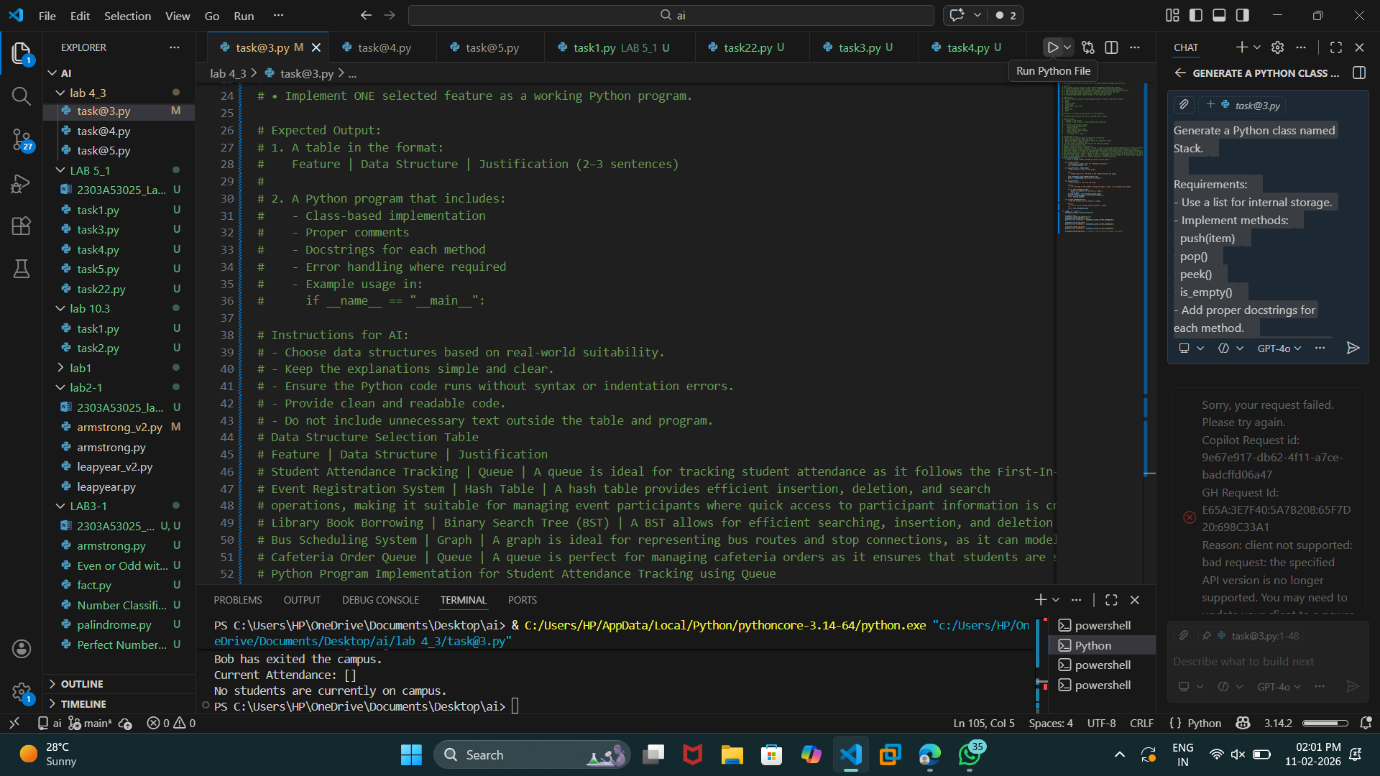 File Edit Selection View Go Run ···
ai
2
EXPLORER
AI
lab 4_3
task@3.py M
task@4.py
task@5.py
LAB 5_1
2303A53025_La...
task1.py U
task3.py U
task4.py U
task5.py U
task22.py U
lab 10.3
task1.py U
task2.py U
lab1
lab2-1
2303A53025_la... U
armstrong_v2.py M
armstrong.py
leapyear_v2.py
leapyear.py
LAB3-1
2303A53025_... U, U
armstrong.py U
Even or Odd wit... U
fact.py U
Number Classifi... U
palindrome.py U
Perfect Number... U
OUTLINE
TIMELINE
1
27
1
task@3.py M task@4.py task@5.py task1.py LAB 5_1 U task22.py U task3.py U task4.py U
Run Python File
lab 4_3 > task@3.py > ...
24 # • Implement ONE selected feature as a working Python program.
25
26 # Expected Output:
27 # 1. A table in the format:
28 #    Feature | Data Structure | Justification (2–3 sentences)
29 #
30 # 2. A Python program that includes:
31 #    - Class-based implementation
32 #    - Proper comments
33 #    - Docstrings for each method
34 #    - Error handling where required
35 #    - Example usage in:
36 #      if __name__ == "__main__":
37
38 # Instructions for AI:
39 # - Choose data structures based on real-world suitability.
40 # - Keep the explanations simple and clear.
41 # - Ensure the Python code runs without syntax or indentation errors.
42 # - Provide clean and readable code.
43 # - Do not include unnecessary text outside the table and program.
44 # Data Structure Selection Table
45 # Feature | Data Structure | Justification
46 # Student Attendance Tracking | Queue | A queue is ideal for tracking student attendance as it follows the First-In-
47 # Event Registration System | Hash Table | A hash table provides efficient insertion, deletion, and search
48 # operations, making it suitable for managing event participants where quick access to participant information is cr
49 # Library Book Borrowing | Binary Search Tree (BST) | A BST allows for efficient searching, insertion, and deletion
50 # Bus Scheduling System | Graph | A graph is ideal for representing bus routes and stop connections, as it can model
51 # Cafeteria Order Queue | Queue | A queue is perfect for managing cafeteria orders as it ensures that students are s
52 # Python Program Implementation for Student Attendance Tracking using Queue
PROBLEMS OUTPUT DEBUG CONSOLE TERMINAL PORTS
PS C:\Users\HP\OneDrive\Documents\Desktop\ai> & C:/Users/HP/AppData/Local/Python/pythoncore-3.14-64/python.exe "c:/Users/HP/On
eDrive/Documents/Desktop/ai/lab 4_3/task@3.py"
Bob has exited the campus.
Current Attendance: []
No students are currently on campus.
PS C:\Users\HP\OneDrive\Documents\Desktop\ai>
powershell
Python
powershell
powershell
CHAT
GENERATE A PYTHON CLASS ...
task@3.py
Generate a Python class named
Stack.
Requirements:
- Use a list for internal storage.
- Implement methods:
push(item)
pop()
peek()
is_empty()
- Add proper docstrings for
each method.
GPT-4o
Sorry, your request failed.
Please try again.
Copilot Request id:
9e67e917-db62-4f11-a7ce-
badcffd06a47
GH Request Id:
E65A:3E7F40:5A7B208:65F7D
20:698C33A1
Reason: client not supported:
bad request: the specified
API version is no longer
supported. You may need to
task@3.py:1-48
Describe what to build next
GPT-4o
ai main* 0 0 Ln 105, Col 5 Spaces: 4 UTF-8 CRLF { } Python 3.14.2
28°C
Sunny
Search
35
ENG
IN
02:01 PM
11-02-2026